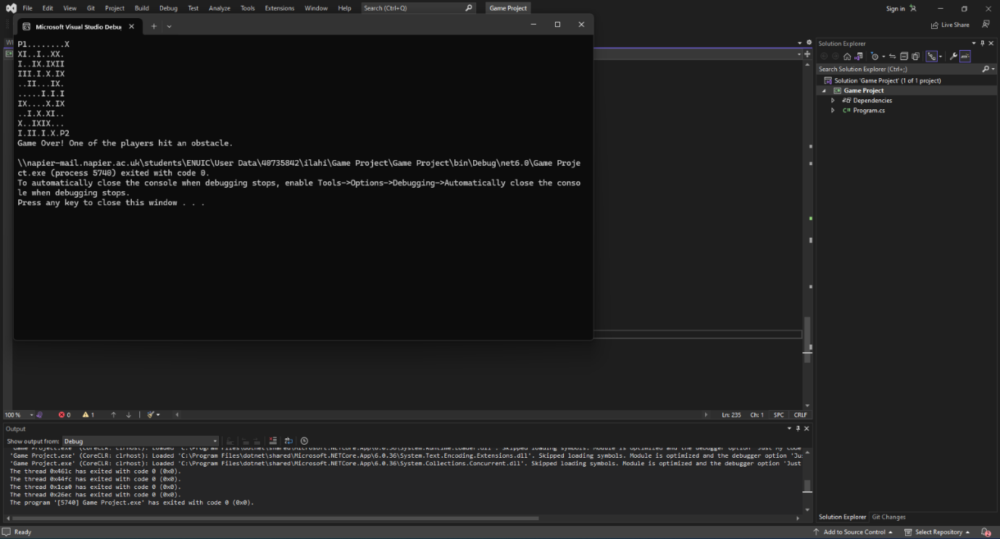 File Edit View Git Project Build Debug Test Analyze Tools Extensions Window Help Search (Ctrl+Q) Game Project Sign in
Live Share
Microsoft Visual Studio Debug
P1........X
XI..I..XX.
I..IX.IXII
III.I.X.IX
..II...IX.
.....I.I.I
IX....X.IX
..I.X.XI..
X..IXIX...
I.II.I.X.P2
Game Over! One of the players hit an obstacle.
\\napier-mail.napier.ac.uk\students\ENUIC\User Data\40735842\ilahi\Game Project\Game Project\bin\Debug\net6.0\Game Proje
ct.exe (process 5740) exited with code 0.
To automatically close the console when debugging stops, enable Tools->Options->Debugging->Automatically close the conso
le when debugging stops.
Press any key to close this window . . .
Solution Explorer
Search Solution Explorer (Ctrl+;)
Solution 'Game Project' (1 of 1 project)
Game Project
Dependencies
C# Program.cs
100 % 0 1 Ln: 235 Ch: 1 SPC CRLF
Output
Show output from: Debug
'Game Project.exe' (CoreCLR: clrhost): Loaded 'C:\Program Files\dotnet\shared\Microsoft.NETCore.App\6.0.36\System.Runtime.Loader.dll'. Skipped loading symbols. Module is optimized and the debugger option 'Just My Code
'Game Project.exe' (CoreCLR: clrhost): Loaded 'C:\Program Files\dotnet\shared\Microsoft.NETCore.App\6.0.36\System.Text.Encoding.Extensions.dll'. Skipped loading symbols. Module is optimized and the debugger option 'Ju
'Game Project.exe' (CoreCLR: clrhost): Loaded 'C:\Program Files\dotnet\shared\Microsoft.NETCore.App\6.0.36\System.Collections.Concurrent.dll'. Skipped loading symbols. Module is optimized and the debugger option 'Just
The thread 0x461c has exited with code 0 (0x0).
The thread 0x44fc has exited with code 0 (0x0).
The thread 0x1ca0 has exited with code 0 (0x0).
The thread 0x26ec has exited with code 0 (0x0).
The program '[5740] Game Project.exe' has exited with code 0 (0x0).
Solution Explorer Git Changes
Ready Add to Source Control Select Repository 2